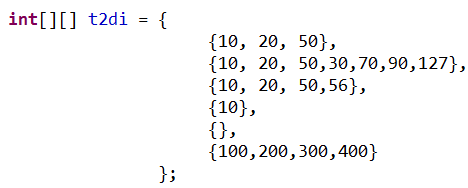 int[][] t2di = {
{10, 20, 50},
{10, 20, 50,30,70,90,127},
{10, 20, 50,56},
{10},
{},
{100,200,300,400}
};